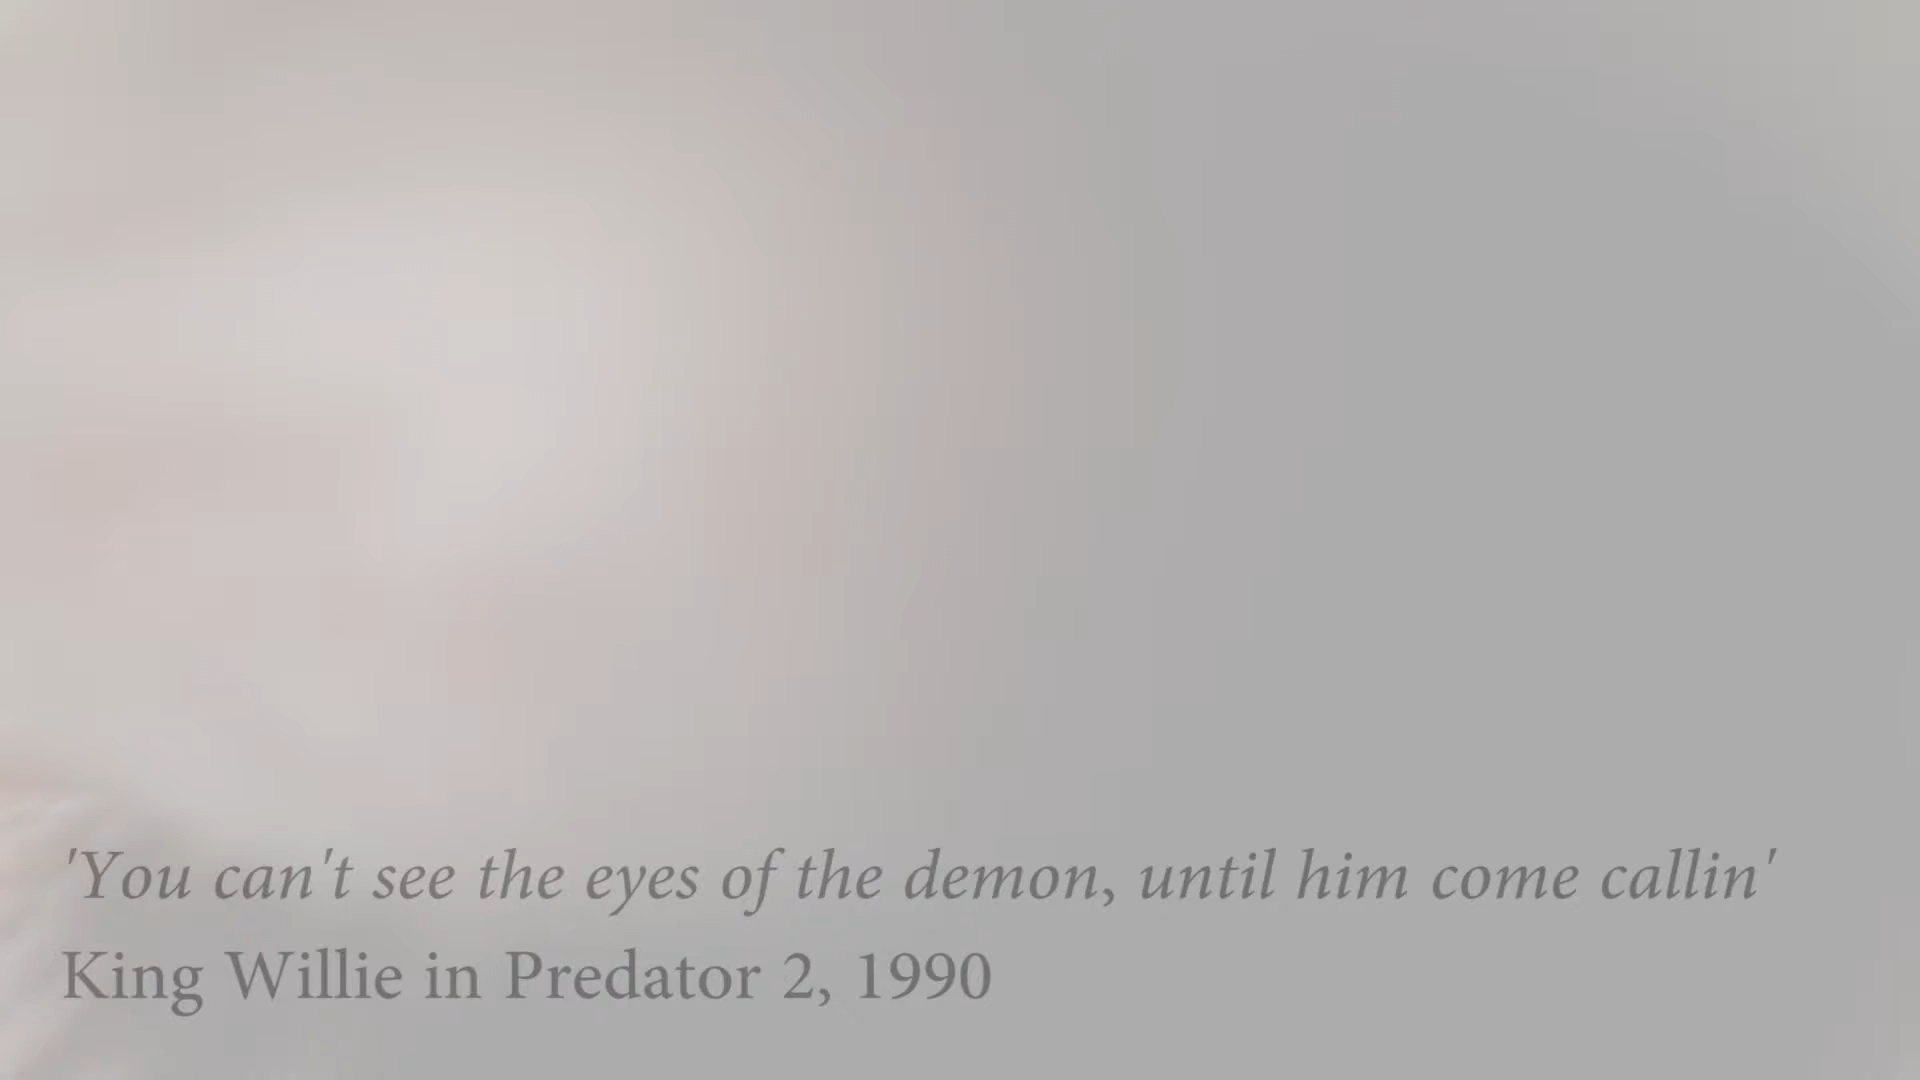 'You can't see the eyes of the demon, until him come callin'
King Willie in Predator 2, 1990